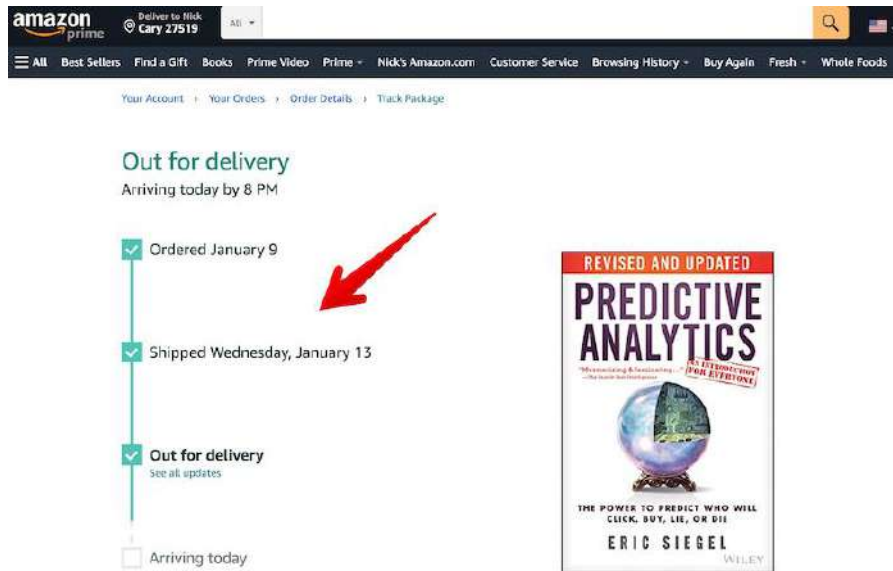 amazon
prime
Deliver to Nick
Cary 27519
All
All Best Sellers Find a Gift Books Prime Video Prime Nick's Amazon.com Customer Service Browsing History Buy Again Fresh Whole Foods
Your Account › Your Orders › Order Details › Track Package
Out for delivery
Arriving today by 8 PM
Ordered January 9
Shipped Wednesday, January 13
Out for delivery
See all updates
Arriving today
REVISED AND UPDATED
PREDICTIVE
ANALYTICS
"Mesmerizing & fascinating..."
AN INTRODUCTION
FOR EVERYONE
THE POWER TO PREDICT WHO WILL
CLICK, BUY, LIE, OR DIE
ERIC SIEGEL
WILEY